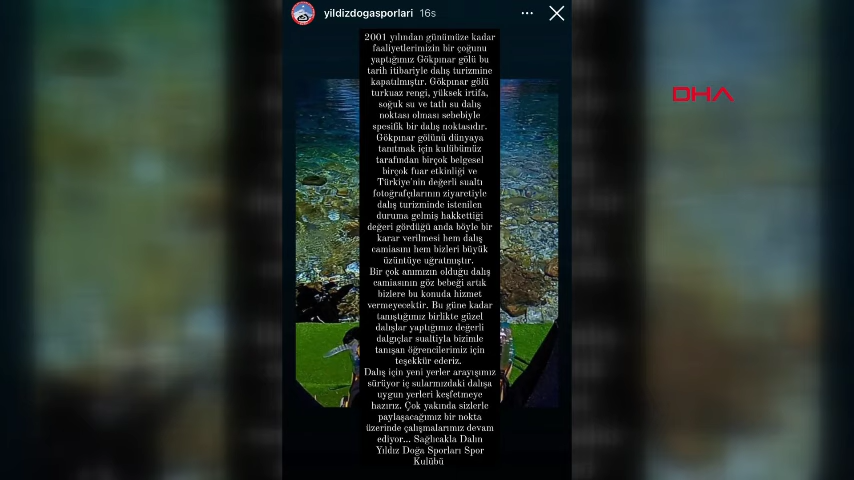 yildizdogasporlari 16s
DHA
2001 yılından günümüze kadar
faaliyetlerimizin bir çoğunu
yaptığımız Gökpınar gölü bu
tarih itibariyle dalış turizmine
kapatılmıştır. Gökpınar gölü
turkuaz rengi, yüksek irtifa,
soğuk su ve tatlı su dalış
noktası olması sebebiyle
spesifik bir dalış noktasıdır.
Gökpınar gölünü dünyaya
tanıtmak için kulübümüz
tarafından birçok belgesel
birçok fuar etkinliği ve
Türkiye'nin değerli sualtı
fotoğrafçılarının ziyaretiyle
dalış turizminde istenilen
duruma gelmiş hakkettiği
değeri gördüğü anda böyle bir
karar verilmesi hem dalış
camiasını hem bizleri büyük
üzüntüye uğratmıştır.
Bir çok anımızın olduğu dalış
camiasının göz bebeği artık
bizlere bu konuda hizmet
vermeyecektir. Bu güne kadar
tanıştığımız birlikte güzel
dalışlar yaptığımız değerli
dalgıçlar sualtiyla bizimle
tanışan öğrencilerimiz için
teşekkür ederiz.
Dalış için yeni yerler arayışımız
sürüyor iç sularımızdaki dalışa
uygun yerleri keşfetmeye
hazırız. Çok yakında sizlerle
paylaşacağımız bir nokta
üzerinde çalışmalarımız devam
ediyor... Sağlıcakla Dalın
Yıldız Doğa Sporları Spor
Kulübü